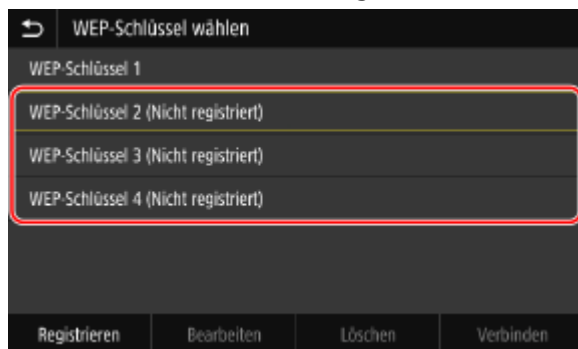 WEP-Schlüssel wählen
WEP-Schlüssel 1
WEP-Schlüssel 2 (Nicht registriert)
WEP-Schlüssel 3 (Nicht registriert)
WEP-Schlüssel 4 (Nicht registriert)
Registrieren Bearbeiten Löschen Verbinden